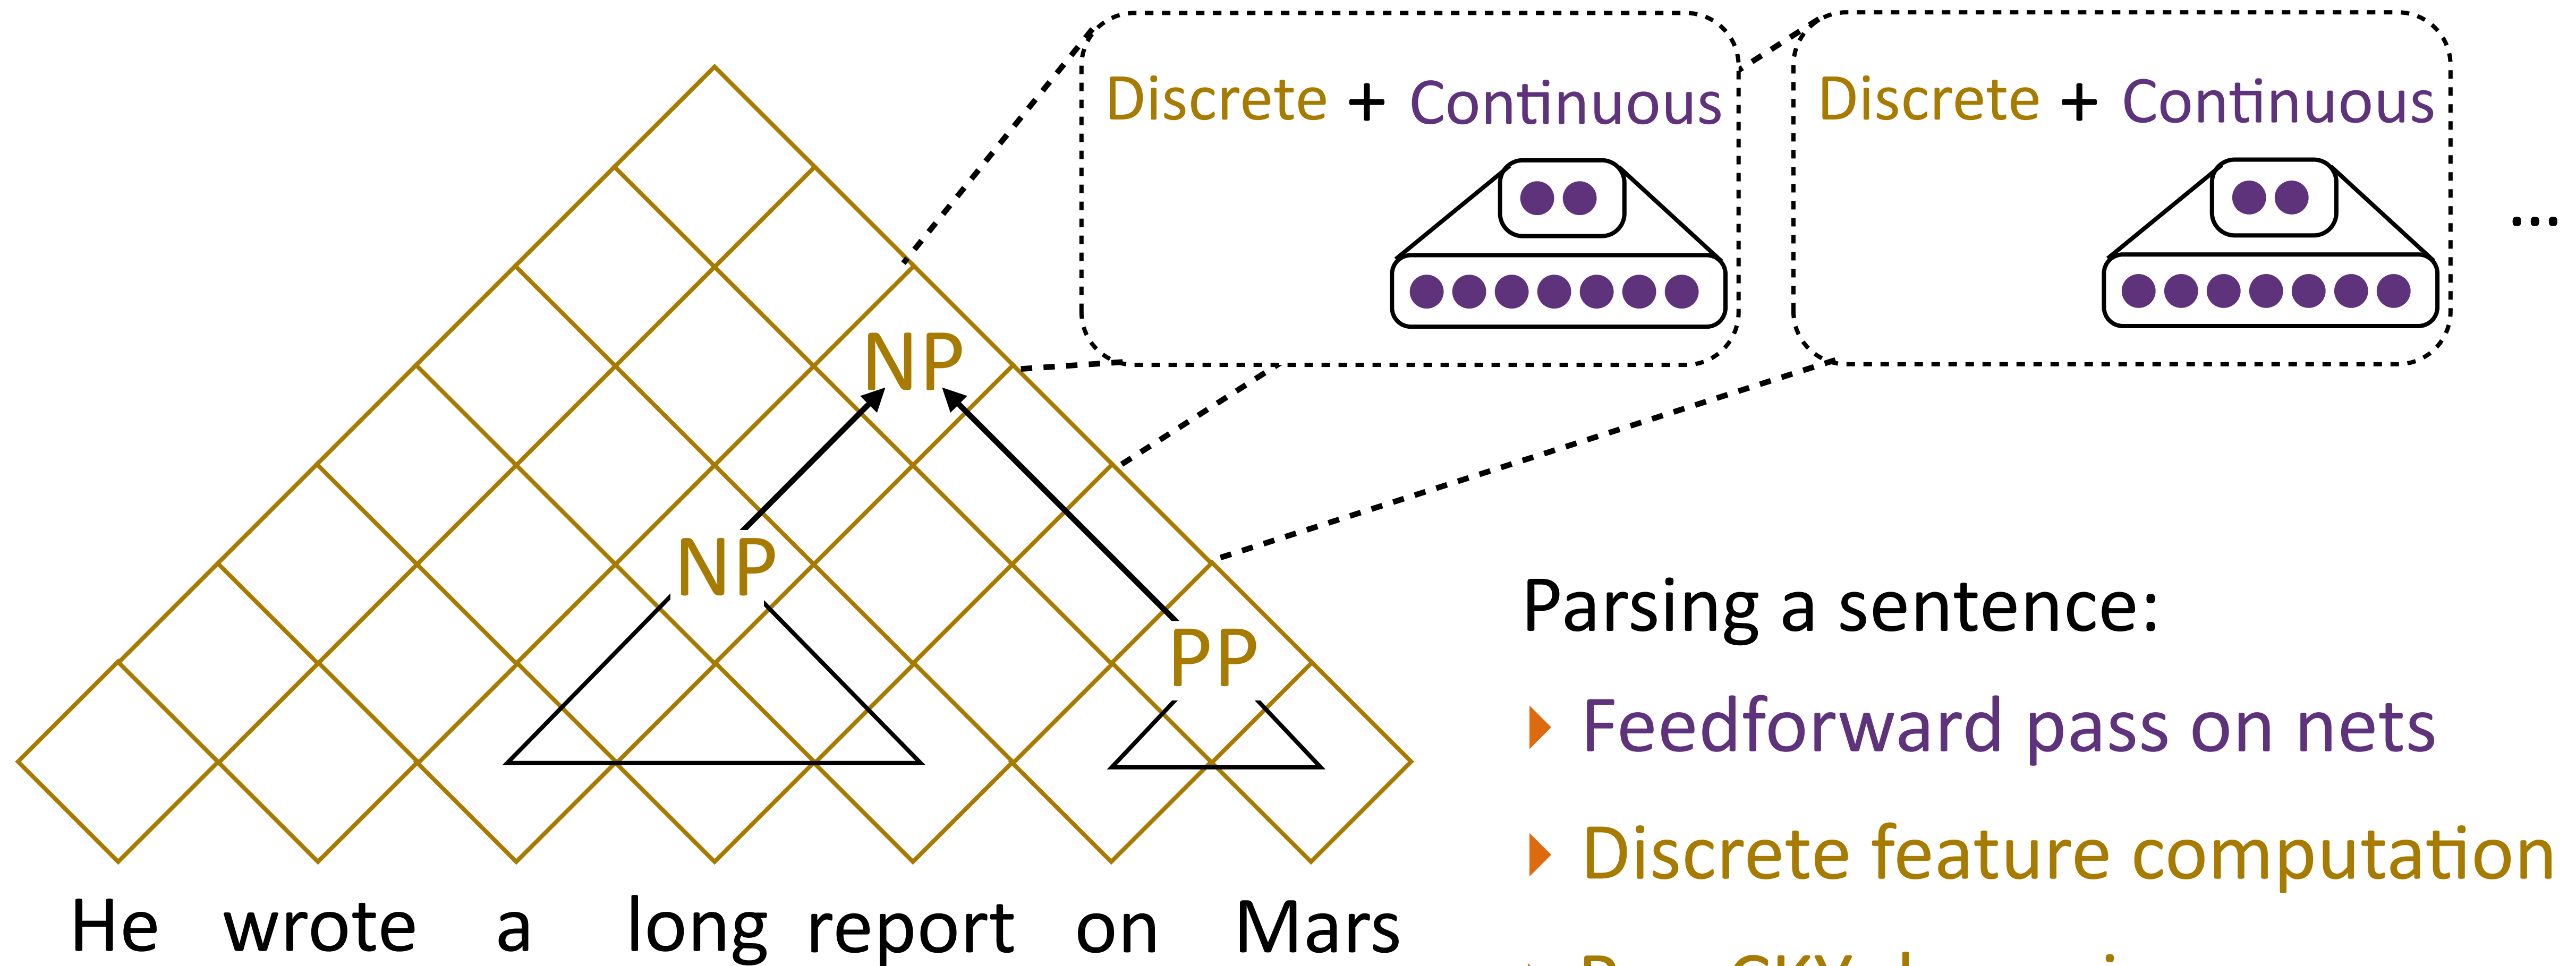 Discrete + Continuous
Discrete + Continuous
...
NP
NP
PP
Parsing a sentence:
Feedforward pass on nets
Discrete feature computation
He wrote a long report on Mars